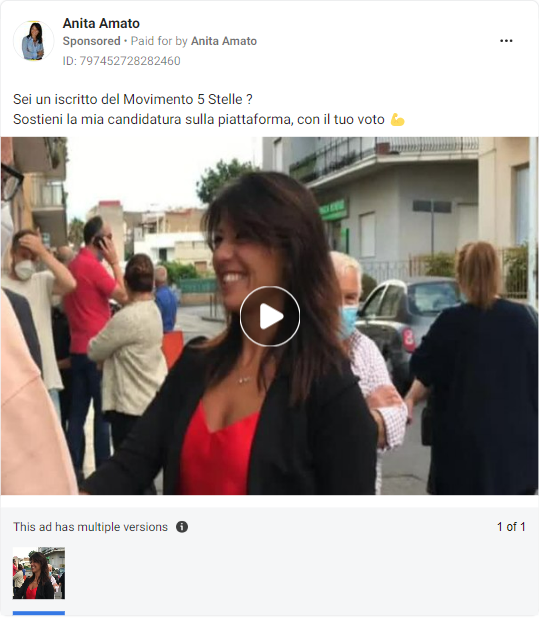 Anita Amato
Sponsored • Paid for by Anita Amato
ID: 797452728282460
Sei un iscritto del Movimento 5 Stelle ?
Sostieni la mia candidatura sulla piattaforma, con il tuo voto 💪
This ad has multiple versions
1 of 1